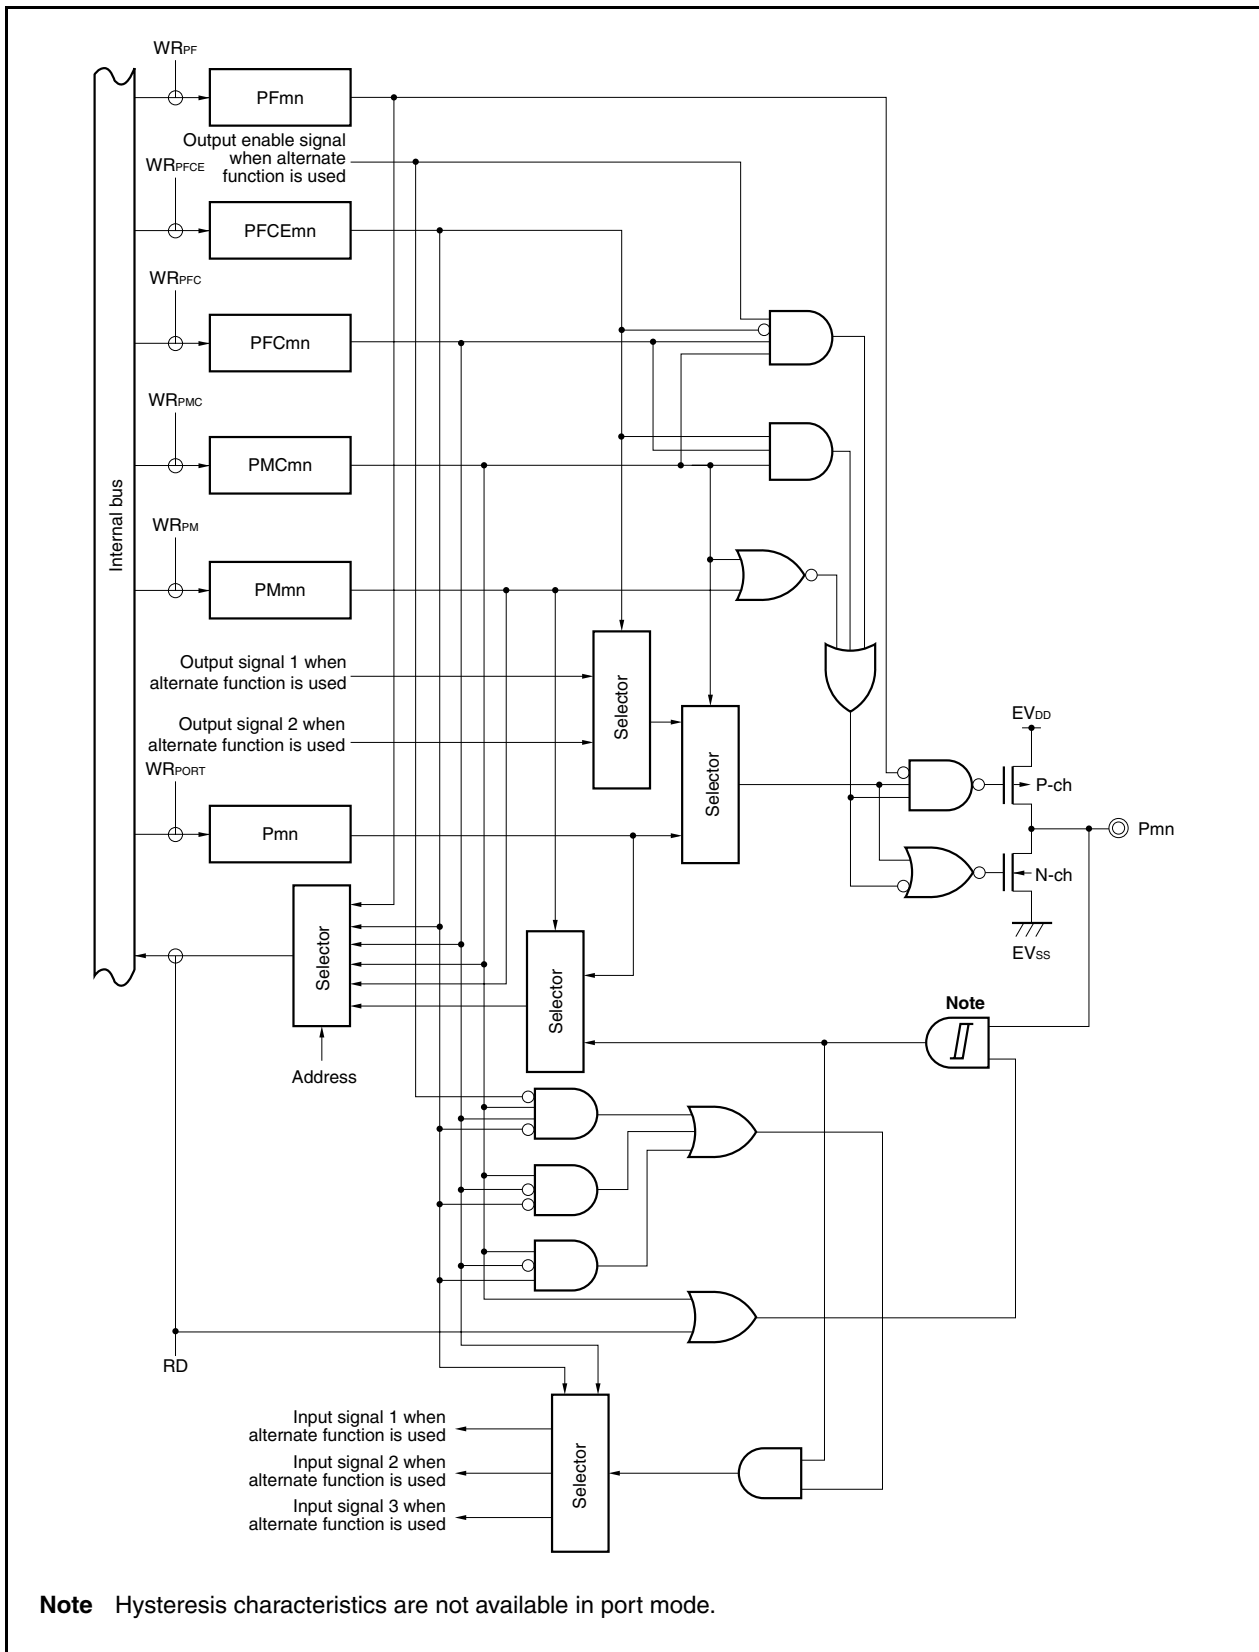 WRPF
PFmn
Output enable signal
when alternate
function is used
WRPFCE
PFCEmn
WRPFC
PFCmn
WRPMC
PMCmn
Internal bus
WRPM
PMmn
Output signal 1 when
alternate function is used
Selector
Output signal 2 when
alternate function is used
Selector
EVDD
P-ch
WRPORT
Pmn
Pmn
N-ch
EVSS
Selector
Selector
Note
Address
RD
Input signal 1 when
alternate function is used
Input signal 2 when
alternate function is used
Input signal 3 when
alternate function is used
Selector
Note Hysteresis characteristics are not available in port mode.